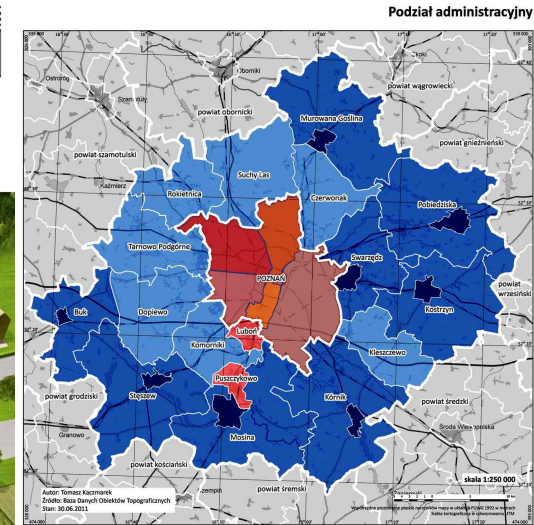 Podział administracyjny
Oborniki
Ostroróg
Szamotuły
powiat obornicki
powiat wągrowiecki
Murowana Goślina
powiat gnieźnieński
powiat szamotulski
Suchy Las
Kaźmierz
Rokietnica
Czerwonak
Pobiedziska
Tarnowo Podgórne
Swarzędz
POZNAŃ
powiat
wrzesiński
Buk
Dopiewo
Kostrzyn
Luboń
Komorniki
Kleszczewo
Puszczykowo
powiat grodziski
Stęszew
Kórnik
powiat średzki
Granowo
Mosina
Środa Wielkopolska
powiat kościański
skala 1:250 000
powiat śremski
Autor: Tomasz Kaczmarek
Źródło: Baza Danych Obiektów Topograficznych
Stan: 30.06.2011